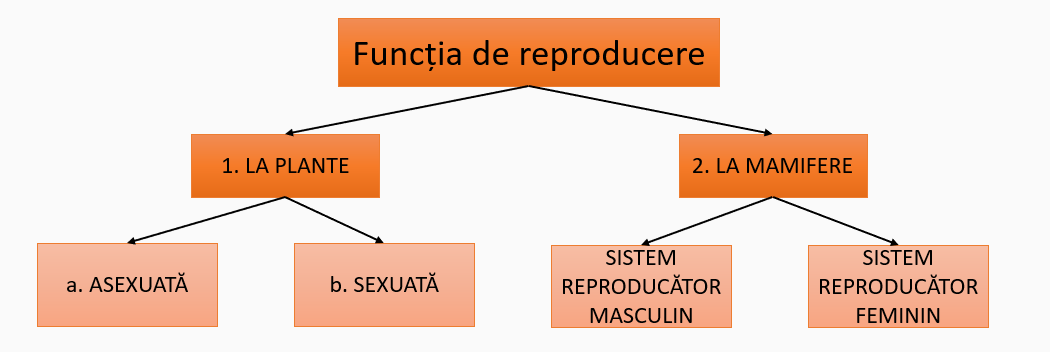 Funcția de reproducere
1. LA PLANTE
2. LA MAMIFERE
a. ASEXUATĂ
b. SEXUATĂ
SISTEM
REPRODUCĂTOR
MASCULIN
SISTEM
REPRODUCĂTOR
FEMININ